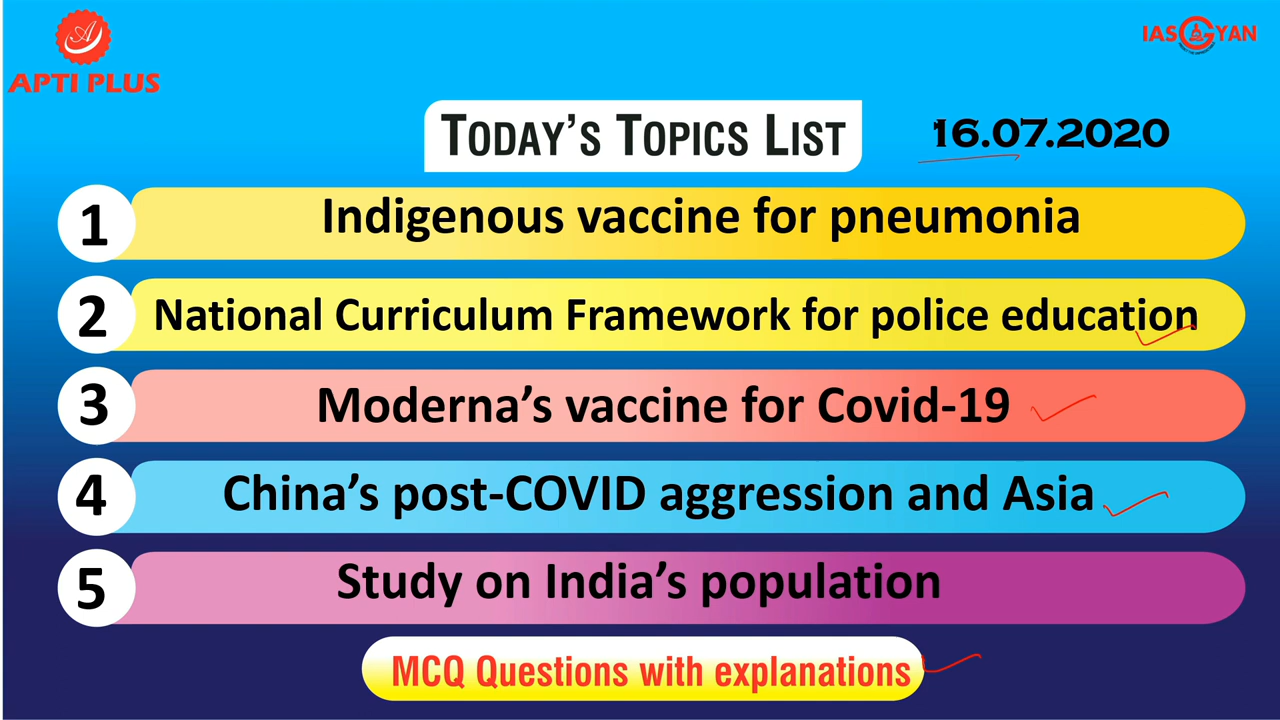 APTI PLUS
IAS GYAN
TODAY'S TOPICS LIST
16.07.2020
1 Indigenous vaccine for pneumonia
2 National Curriculum Framework for police education
3 Moderna's vaccine for Covid-19
4 China's post-COVID aggression and Asia
5 Study on India's population
MCQ Questions with explanations